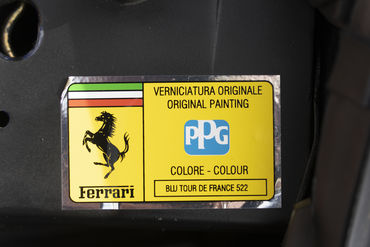 VERNICIATURA ORIGINALE
ORIGINAL PAINTING
PPG
COLORE - COLOUR
BLU TOUR DE FRANCE 522
Ferrari